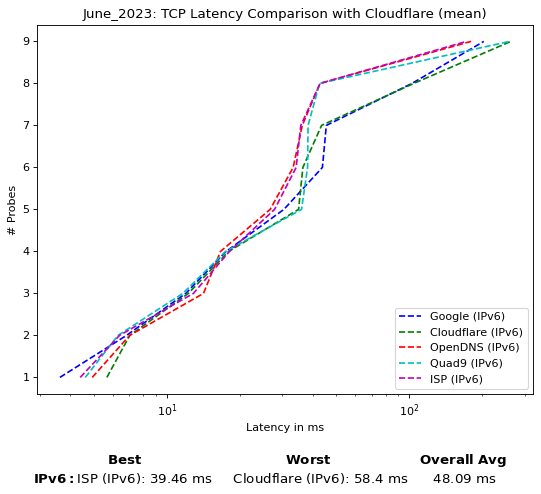 June_2023: TCP Latency Comparison with Cloudflare (mean)
9
8
7
6
5
4
3
2
1
# Probes
Google (IPv6)
Cloudflare (IPv6)
OpenDNS (IPv6)
Quad9 (IPv6)
ISP (IPv6)
10¹ 10²
Latency in ms
Best Worst Overall Avg
IPv6: ISP (IPv6): 39.46 ms Cloudflare (IPv6): 58.4 ms 48.09 ms